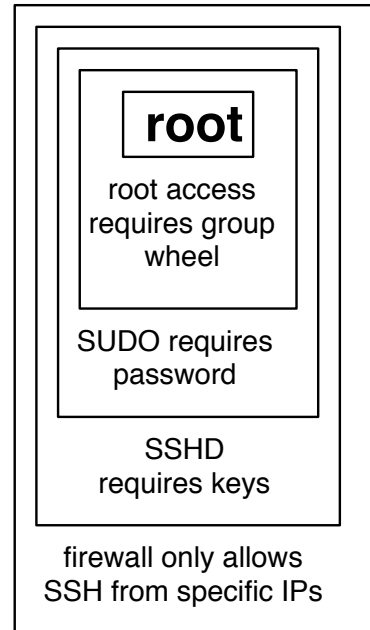 root
root access
requires group
wheel
SUDO requires
password
SSHD
requires keys
firewall only allows
SSH from specific IPs